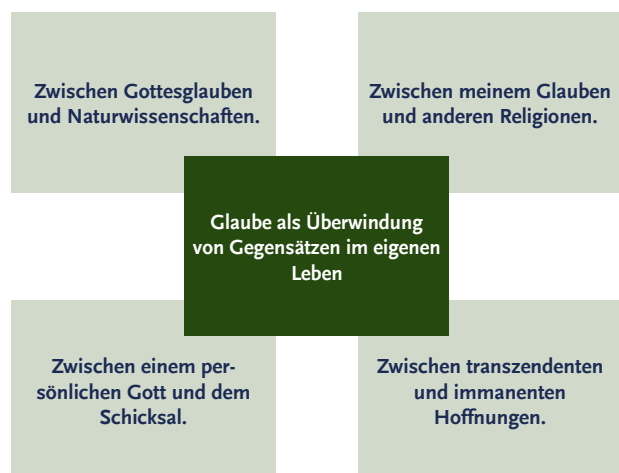 Zwischen Gottesglauben
und Naturwissenschaften.
Zwischen meinem Glauben
und anderen Religionen.
Glaube als Überwindung
von Gegensätzen im eigenen
Leben
Zwischen einem per-
sönlichen Gott und dem
Schicksal.
Zwischen transzendenten
und immanenten
Hoffnungen.